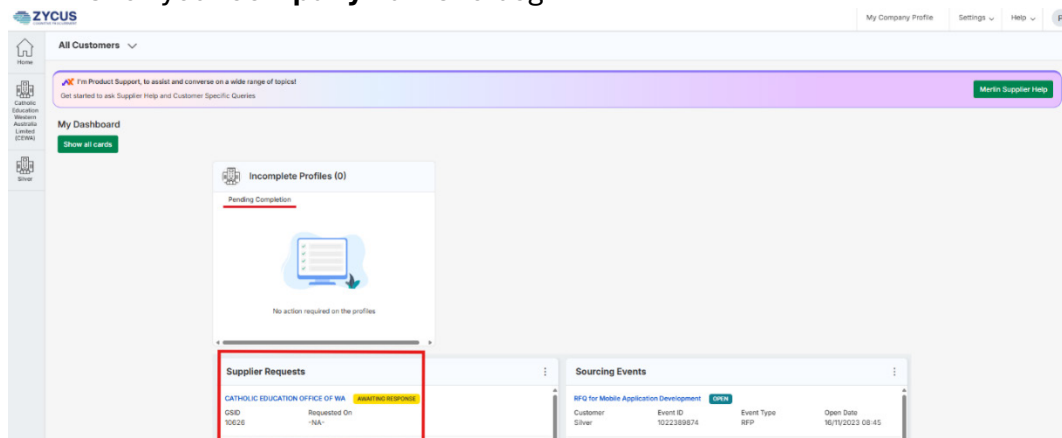 ZYCUS
My Company Profile
Settings
Help
Home
All Customers
I'm Product Support, to assist and converse on a wide range of topics!
Get started to ask Supplier Help and Customer Specific Queries
Merlin Supplier Help
Catholic
Education
Western
Australia
Limited
(CEWA)
Silver
My Dashboard
Show all cards
Incomplete Profiles (0)
Pending Completion
No action required on the profiles
Supplier Requests
CATHOLIC EDUCATION OFFICE OF WA AWAITING RESPONSE
GSID Requested On
10626 -NA-
Sourcing Events
RFQ for Mobile Application Development OPEN
Customer Event ID Event Type Open Date
Silver 1022389874 RFP 16/11/2023 08:45